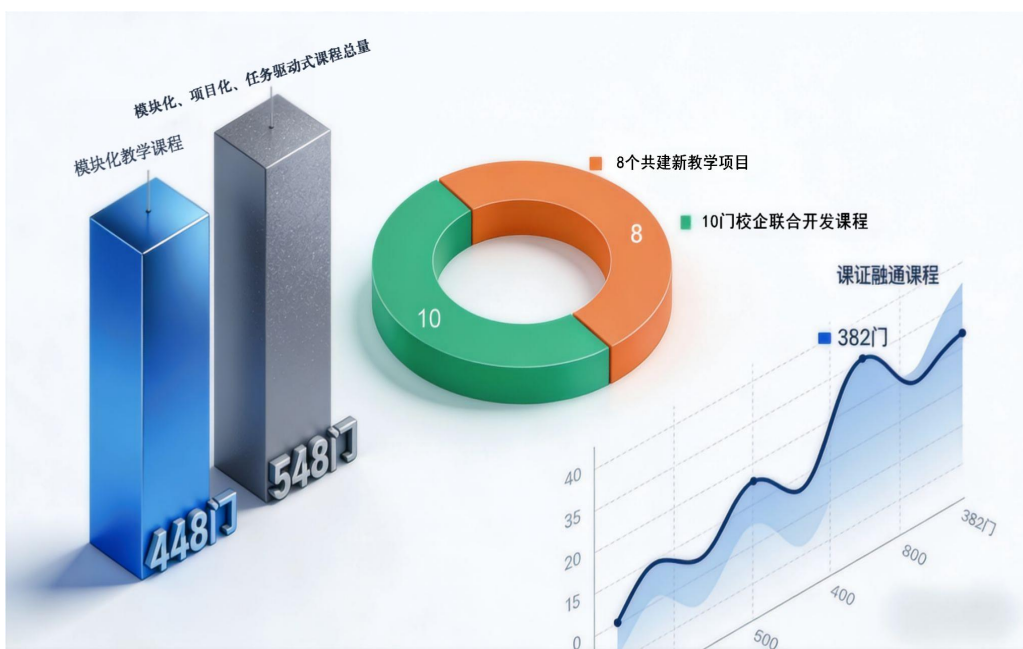 模块化、项目化、任务驱动式课程总量
模块化教学课程
548门
448门
8个共建新教学项目
10门校企联合开发课程
8
10
课证融通课程
382门
40
35
20
15
0
500
400
800
382门